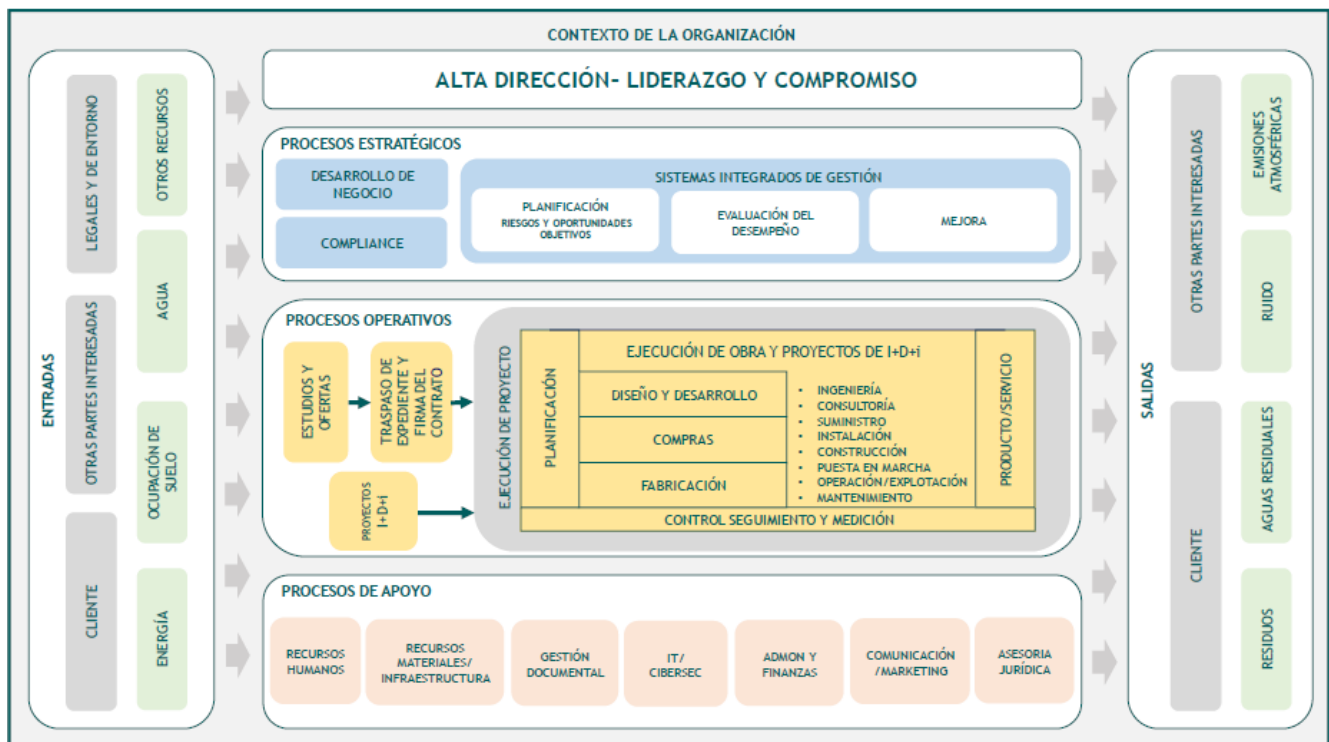 CONTEXTO DE LA ORGANIZACIÓN
ENTRADAS
LEGALES Y DE ENTORNO
OTRAS PARTES INTERESADAS
CLIENTE
OTROS RECURSOS
AGUA
OCUPACIÓN DE
SUELO
ENERGÍA
ALTA DIRECCIÓN- LIDERAZGO Y COMPROMISO
PROCESOS ESTRATÉGICOS
DESARROLLO DE
NEGOCIO
COMPLIANCE
SISTEMAS INTEGRADOS DE GESTIÓN
PLANIFICACIÓN
RIESGOS Y OPORTUNIDADES
OBJETIVOS
EVALUACIÓN DEL
DESEMPEÑO
MEJORA
PROCESOS OPERATIVOS
ESTUDIOS Y
OFERTAS
TRASPASO DE
EXPEDIENTE Y
FIRMA DEL
CONTRATO
PROYECTOS
I+D+i
EJECUCIÓN DE PROYECTO
PLANIFICACIÓN
EJECUCIÓN DE OBRA Y PROYECTOS DE I+D+i
DISEÑO Y DESARROLLO
COMPRAS
FABRICACIÓN
• INGENIERÍA
• CONSULTORÍA
• SUMINISTRO
• INSTALACIÓN
• CONSTRUCCIÓN
• PUESTA EN MARCHA
• OPERACIÓN/EXPLOTACIÓN
• MANTENIMIENTO
PRODUCTO/SERVICIO
CONTROL SEGUIMIENTO Y MEDICIÓN
PROCESOS DE APOYO
RECURSOS
HUMANOS
RECURSOS
MATERIALES/
INFRAESTRUCTURA
GESTIÓN
DOCUMENTAL
IT/
CIBERSEC
ADMON Y
FINANZAS
COMUNICACIÓN
/MARKETING
ASESORIA
JURÍDICA
SALIDAS
OTRAS PARTES INTERESADAS
CLIENTE
EMISIONES
ATMOSFÉRICAS
RUIDO
AGUAS RESIDUALES
RESIDUOS